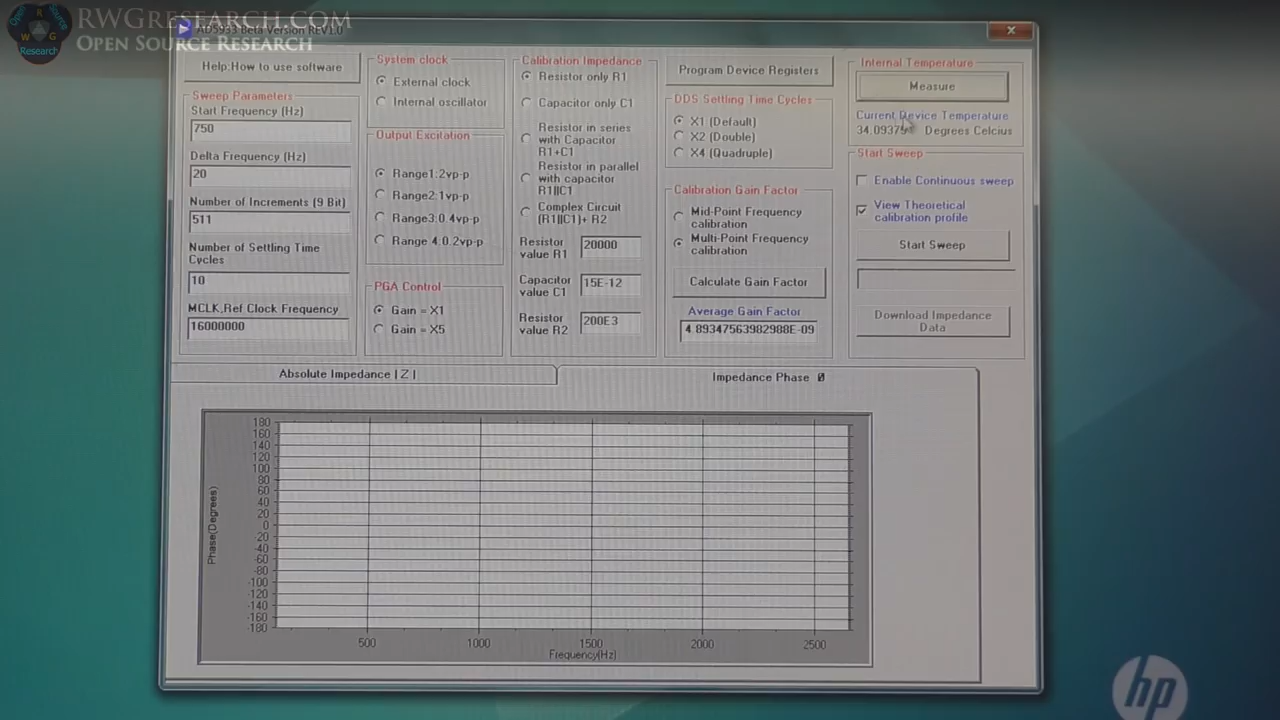 RWGRESEARCH.COM
OPEN SOURCE RESEARCH
Open Source
R
W G
Research
AD5933 Beta Version REV1.0
Help:How to use software
Sweep Parameters
Start Frequency (Hz)
750
Delta Frequency (Hz)
20
Number of Increments (9 Bit)
511
Number of Settling Time
Cycles
10
MCLK,Ref Clock Frequency
16000000
System clock
External clock
Internal oscillator
Output Excitation
Range1:2vp-p
Range2:1vp-p
Range3:0.4vp-p
Range 4:0.2vp-p
PGA Control
Gain = X1
Gain = X5
Calibration Impedance
Resistor only R1
Capacitor only C1
Resistor in series
with Capacitor
R1+C1
Resistor in parallel
with capacitor
R1||C1
Complex Circuit
(R1||C1)+ R2
Resistor
value R1
20000
Capacitor
value C1
15E-12
Resistor
value R2
200E3
Program Device Registers
DDS Settling Time Cycles
X1 (Default)
X2 (Double)
X4 (Quadruple)
Calibration Gain Factor
Mid-Point Frequency
calibration
Multi-Point Frequency
calibration
Calculate Gain Factor
Average Gain Factor
4.89347563982988E-09
Internal Temperature
Measure
Current Device Temperature
34.09375 Degrees Celcius
Start Sweep
Enable Continuous sweep
View Theoretical
calibration profile
Start Sweep
Download Impedance
Data
Absolute Impedance |Z|
Impedance Phase Ø
180
160
140
120
100
80
60
40
20
0
-20
-40
-60
-80
-100
-120
-140
-160
-180
Phase(Degrees)
500 1000 1500 2000 2500
Frequency(Hz)
hp